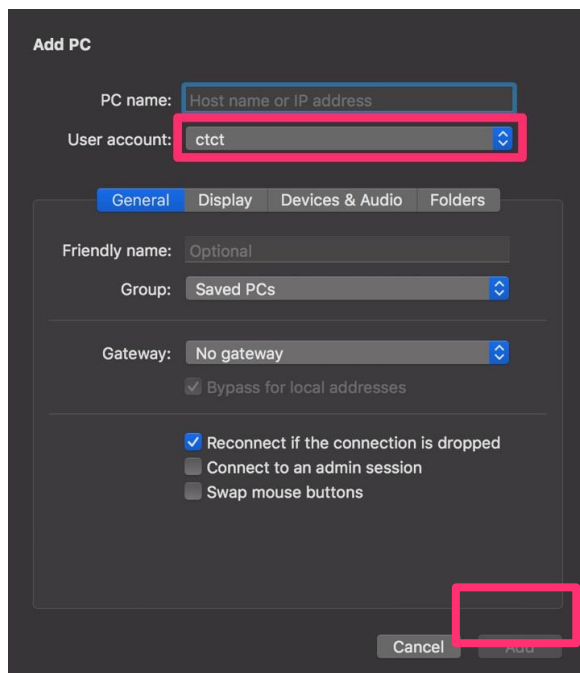 Add PC
PC name: Host name or IP address
User account: ctct
General Display Devices & Audio Folders
Friendly name: Optional
Group: Saved PCs
Gateway: No gateway
Bypass for local addresses
Reconnect if the connection is dropped
Connect to an admin session
Swap mouse buttons
Cancel Add